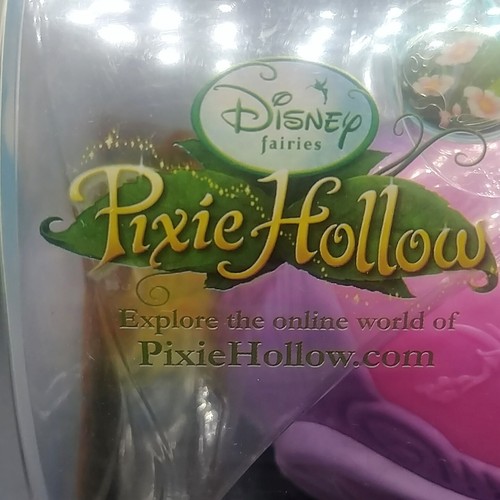 Disney
fairies
Pixie Hollow
Explore the online world of
PixieHollow.com